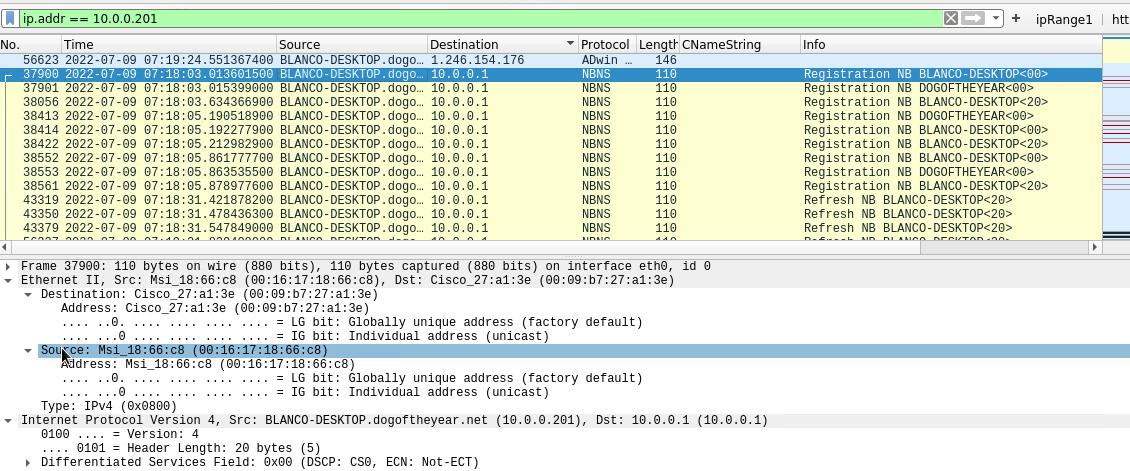 ip.addr == 10.0.0.201 + ipRange1 htt
No. Time Source Destination Protocol Length CNameString Info
56623 2022-07-09 07:19:24.551367400 BLANCO-DESKTOP.dogo… 1.246.154.176 ADwin … 146
37900 2022-07-09 07:18:03.013601500 BLANCO-DESKTOP.dogo… 10.0.0.1 NBNS 110 Registration NB BLANCO-DESKTOP<00>
37901 2022-07-09 07:18:03.015399000 BLANCO-DESKTOP.dogo… 10.0.0.1 NBNS 110 Registration NB DOGOFTHEYEAR<00>
38056 2022-07-09 07:18:03.634366900 BLANCO-DESKTOP.dogo… 10.0.0.1 NBNS 110 Registration NB BLANCO-DESKTOP<20>
38413 2022-07-09 07:18:05.190518900 BLANCO-DESKTOP.dogo… 10.0.0.1 NBNS 110 Registration NB DOGOFTHEYEAR<00>
38414 2022-07-09 07:18:05.192277900 BLANCO-DESKTOP.dogo… 10.0.0.1 NBNS 110 Registration NB BLANCO-DESKTOP<00>
38422 2022-07-09 07:18:05.212982900 BLANCO-DESKTOP.dogo… 10.0.0.1 NBNS 110 Registration NB BLANCO-DESKTOP<20>
38552 2022-07-09 07:18:05.861777700 BLANCO-DESKTOP.dogo… 10.0.0.1 NBNS 110 Registration NB BLANCO-DESKTOP<00>
38553 2022-07-09 07:18:05.863535500 BLANCO-DESKTOP.dogo… 10.0.0.1 NBNS 110 Registration NB DOGOFTHEYEAR<00>
38561 2022-07-09 07:18:05.878977600 BLANCO-DESKTOP.dogo… 10.0.0.1 NBNS 110 Registration NB BLANCO-DESKTOP<20>
43319 2022-07-09 07:18:31.421878200 BLANCO-DESKTOP.dogo… 10.0.0.1 NBNS 110 Refresh NB BLANCO-DESKTOP<20>
43350 2022-07-09 07:18:31.478436300 BLANCO-DESKTOP.dogo… 10.0.0.1 NBNS 110 Refresh NB BLANCO-DESKTOP<20>
43379 2022-07-09 07:18:31.547849000 BLANCO-DESKTOP.dogo… 10.0.0.1 NBNS 110 Refresh NB BLANCO-DESKTOP<20>
Frame 37900: 110 bytes on wire (880 bits), 110 bytes captured (880 bits) on interface eth0, id 0
Ethernet II, Src: Msi_18:66:c8 (00:16:17:18:66:c8), Dst: Cisco_27:a1:3e (00:09:b7:27:a1:3e)
Destination: Cisco_27:a1:3e (00:09:b7:27:a1:3e)
Address: Cisco_27:a1:3e (00:09:b7:27:a1:3e)
.... ..0. .... .... .... .... = LG bit: Globally unique address (factory default)
.... ...0 .... .... .... .... = IG bit: Individual address (unicast)
Source: Msi_18:66:c8 (00:16:17:18:66:c8)
Address: Msi_18:66:c8 (00:16:17:18:66:c8)
.... ..0. .... .... .... .... = LG bit: Globally unique address (factory default)
.... ...0 .... .... .... .... = IG bit: Individual address (unicast)
Type: IPv4 (0x0800)
Internet Protocol Version 4, Src: BLANCO-DESKTOP.dogoftheyear.net (10.0.0.201), Dst: 10.0.0.1 (10.0.0.1)
0100 .... = Version: 4
.... 0101 = Header Length: 20 bytes (5)
Differentiated Services Field: 0x00 (DSCP: CS0, ECN: Not-ECT)